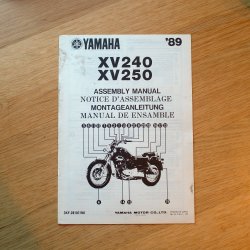 YAMAHA '89
XV240
XV250
ASSEMBLY MANUAL
NOTICE D'ASSEMBLAGE
MONTAGEANLEITUNG
MANUAL DE ENSAMBLE
YAMAHA MOTOR CO., LTD.